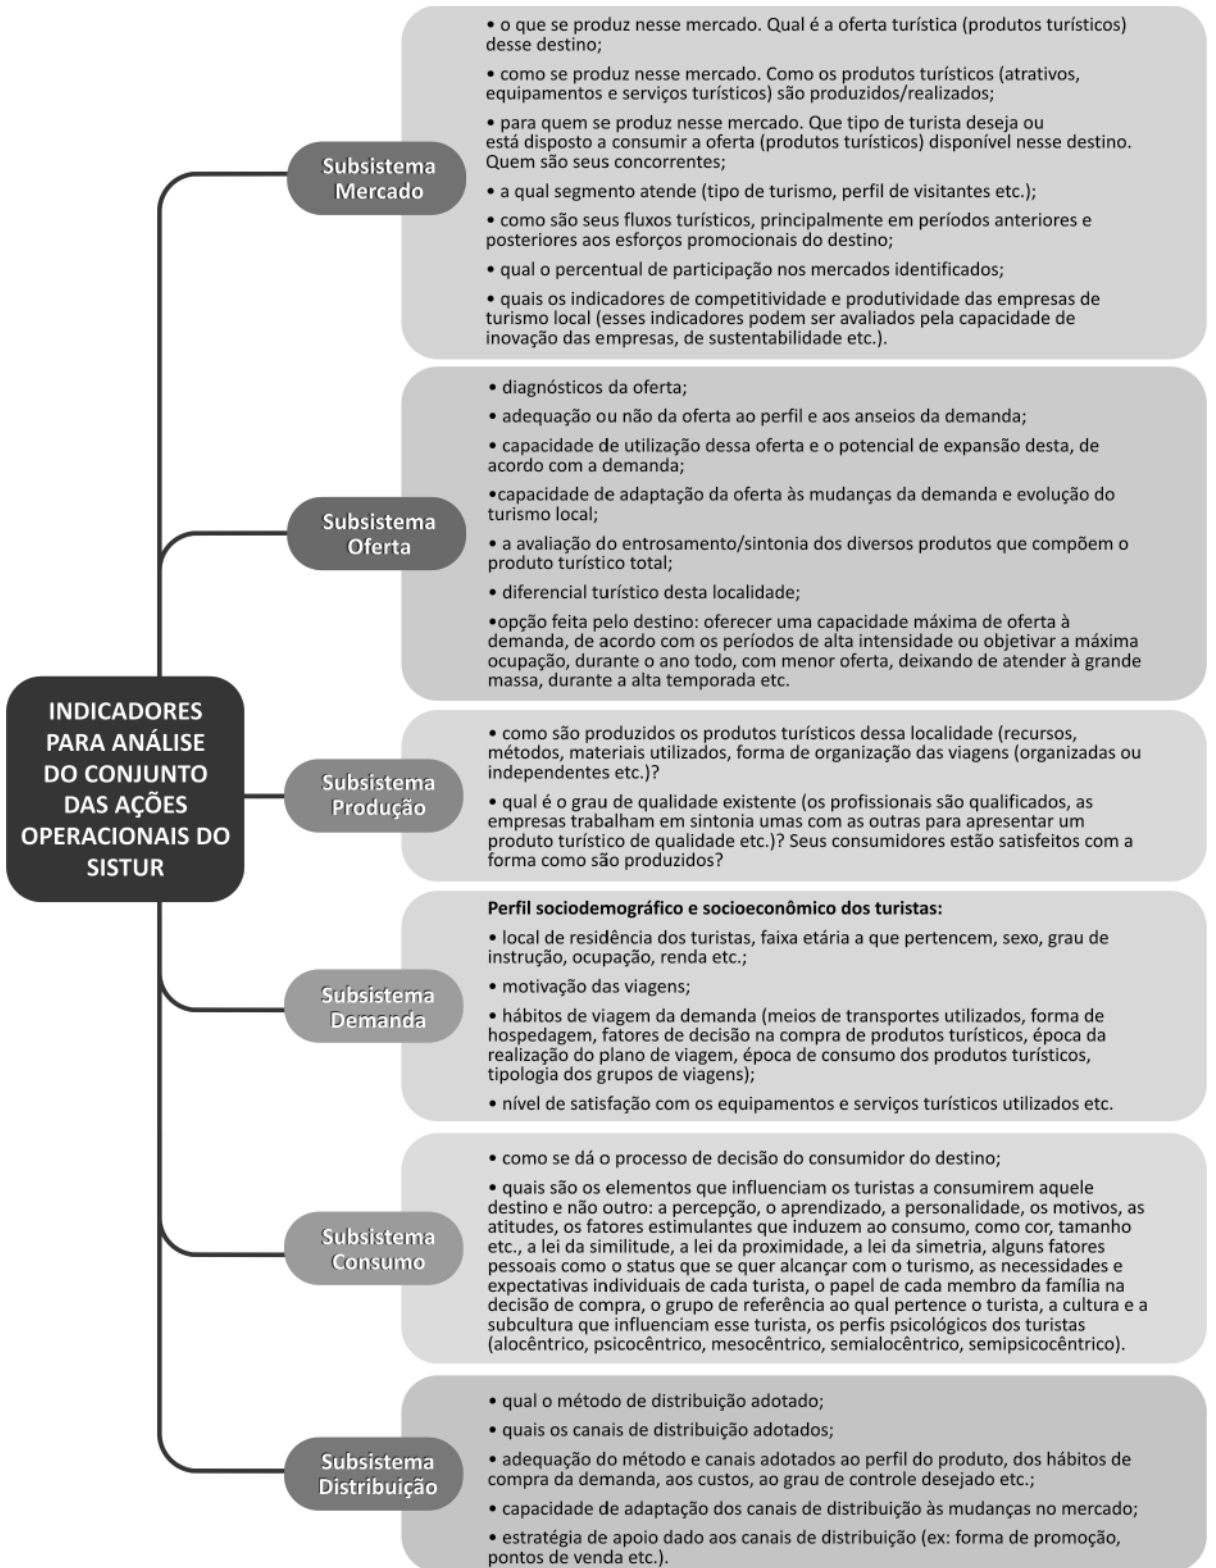 INDICADORES
PARA ANÁLISE
DO CONJUNTO
DAS AÇÕES
OPERACIONAIS DO
SISTUR
Subsistema
Mercado
• o que se produz nesse mercado. Qual é a oferta turística (produtos turísticos)
desse destino;
• como se produz nesse mercado. Como os produtos turísticos (atrativos,
equipamentos e serviços turísticos) são produzidos/realizados;
• para quem se produz nesse mercado. Que tipo de turista deseja ou
está disposto a consumir a oferta (produtos turísticos) disponível nesse destino.
Quem são seus concorrentes;
• a qual segmento atende (tipo de turismo, perfil de visitantes etc.);
• como são seus fluxos turísticos, principalmente em períodos anteriores e
posteriores aos esforços promocionais do destino;
• qual o percentual de participação nos mercados identificados;
• quais os indicadores de competitividade e produtividade das empresas de
turismo local (esses indicadores podem ser avaliados pela capacidade de
inovação das empresas, de sustentabilidade etc.).
Subsistema
Oferta
• diagnósticos da oferta;
• adequação ou não da oferta ao perfil e aos anseios da demanda;
• capacidade de utilização dessa oferta e o potencial de expansão desta, de
acordo com a demanda;
•capacidade de adaptação da oferta às mudanças da demanda e evolução do
turismo local;
• a avaliação do entrosamento/sintonia dos diversos produtos que compõem o
produto turístico total;
• diferencial turístico desta localidade;
•opção feita pelo destino: oferecer uma capacidade máxima de oferta à
demanda, de acordo com os períodos de alta intensidade ou objetivar a máxima
ocupação, durante o ano todo, com menor oferta, deixando de atender à grande
massa, durante a alta temporada etc.
Subsistema
Produção
• como são produzidos os produtos turísticos dessa localidade (recursos,
métodos, materiais utilizados, forma de organização das viagens (organizadas ou
independentes etc.)?
• qual é o grau de qualidade existente (os profissionais são qualificados, as
empresas trabalham em sintonia umas com as outras para apresentar um
produto turístico de qualidade etc.)? Seus consumidores estão satisfeitos com a
forma como são produzidos?
Subsistema
Demanda
Perfil sociodemográfico e socioeconômico dos turistas:
• local de residência dos turistas, faixa etária a que pertencem, sexo, grau de
instrução, ocupação, renda etc.;
• motivação das viagens;
• hábitos de viagem da demanda (meios de transportes utilizados, forma de
hospedagem, fatores de decisão na compra de produtos turísticos, época da
realização do plano de viagem, época de consumo dos produtos turísticos,
tipologia dos grupos de viagens);
• nível de satisfação com os equipamentos e serviços turísticos utilizados etc.
Subsistema
Consumo
• como se dá o processo de decisão do consumidor do destino;
• quais são os elementos que influenciam os turistas a consumirem aquele
destino e não outro: a percepção, o aprendizado, a personalidade, os motivos, as
atitudes, os fatores estimulantes que induzem ao consumo, como cor, tamanho
etc., a lei da similitude, a lei da proximidade, a lei da simetria, alguns fatores
pessoais como o status que se quer alcançar com o turismo, as necessidades e
expectativas individuais de cada turista, o papel de cada membro da família na
decisão de compra, o grupo de referência ao qual pertence o turista, a cultura e a
subcultura que influenciam esse turista, os perfis psicológicos dos turistas
(alocêntrico, psicocêntrico, mesocêntrico, semialocêntrico, semipsicocêntrico).
Subsistema
Distribuição
• qual o método de distribuição adotado;
• quais os canais de distribuição adotados;
• adequação do método e canais adotados ao perfil do produto, dos hábitos de
compra da demanda, aos custos, ao grau de controle desejado etc.;
• capacidade de adaptação dos canais de distribuição às mudanças no mercado;
• estratégia de apoio dado aos canais de distribuição (ex: forma de promoção,
pontos de venda etc.).